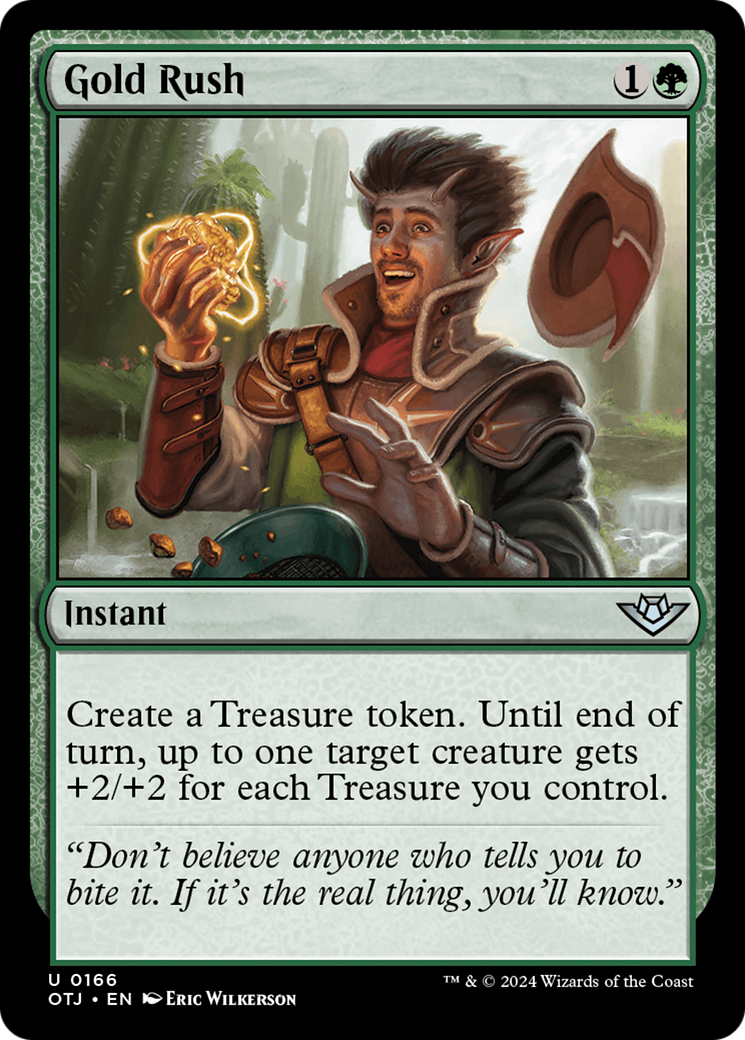 Gold Rush
1
Instant
Create a Treasure token. Until end of
turn, up to one target creature gets
+2/+2 for each Treasure you control.
“Don’t believe anyone who tells you to
bite it. If it’s the real thing, you’ll know.”
U 0166
™ & © 2024 Wizards of the Coast
OTJ • EN Eric Wilkerson